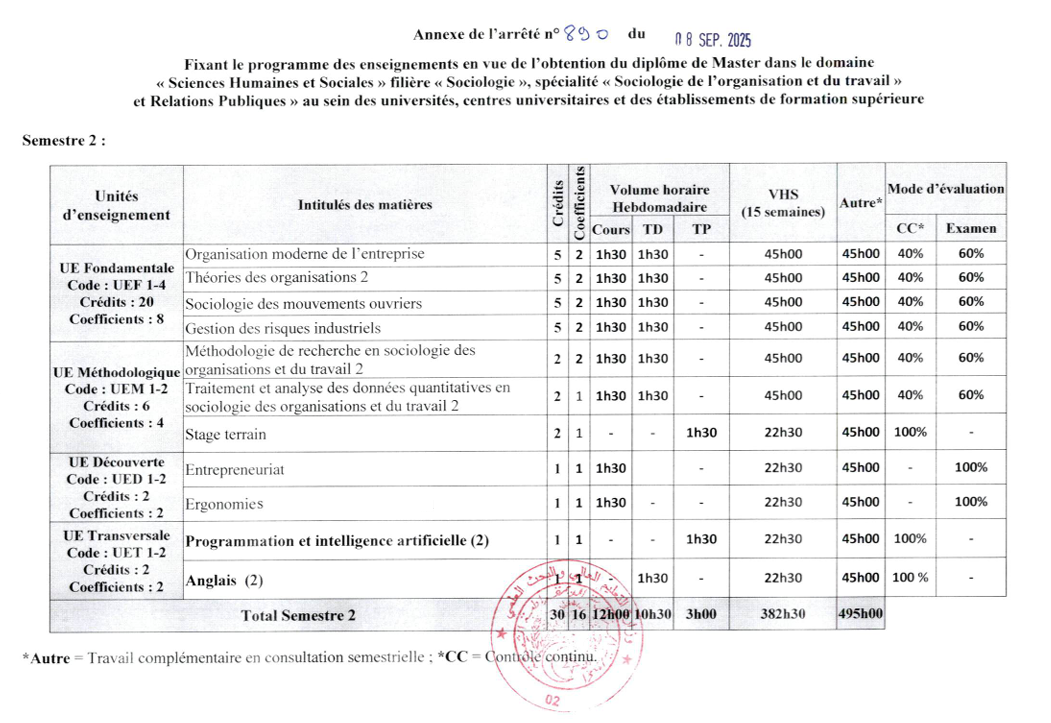 Annexe de l'arrêté n° 890 du 08 SEP. 2025
Fixant le programme des enseignements en vue de l'obtention du diplôme de Master dans le domaine
« Sciences Humaines et Sociales » filière « Sociologie », spécialité « Sociologie de l'organisation et du travail »
et Relations Publiques » au sein des universités, centres universitaires et des établissements de formation supérieure
Semestre 2 :
Unités d'enseignement | Intitulés des matières | Crédits | Coefficients | Volume horaire Hebdomadaire | VHS (15 semaines) | Autre* | Mode d'évaluation
Cours | TD | TP | CC* | Examen
UE Fondamentale
Code : UEF 1-4
Crédits : 20
Coefficients : 8
Organisation moderne de l'entreprise | 5 | 2 | 1h30 | 1h30 | - | 45h00 | 45h00 | 40% | 60%
Théories des organisations 2 | 5 | 2 | 1h30 | 1h30 | - | 45h00 | 45h00 | 40% | 60%
Sociologie des mouvements ouvriers | 5 | 2 | 1h30 | 1h30 | - | 45h00 | 45h00 | 40% | 60%
Gestion des risques industriels | 5 | 2 | 1h30 | 1h30 | - | 45h00 | 45h00 | 40% | 60%
UE Méthodologique
Code : UEM 1-2
Crédits : 6
Coefficients : 4
Méthodologie de recherche en sociologie des
organisations et du travail 2 | 2 | 2 | 1h30 | 1h30 | - | 45h00 | 45h00 | 40% | 60%
Traitement et analyse des données quantitatives en
sociologie des organisations et du travail 2 | 2 | 1 | 1h30 | 1h30 | - | 45h00 | 45h00 | 40% | 60%
Stage terrain | 2 | 1 | - | - | 1h30 | 22h30 | 45h00 | 100% | -
UE Découverte
Code : UED 1-2
Crédits : 2
Coefficients : 2
Entrepreneuriat | 1 | 1 | 1h30 | | - | 22h30 | 45h00 | - | 100%
Ergonomies | 1 | 1 | 1h30 | - | - | 22h30 | 45h00 | - | 100%
UE Transversale
Code : UET 1-2
Crédits : 2
Coefficients : 2
Programmation et intelligence artificielle (2) | 1 | 1 | - | - | 1h30 | 22h30 | 45h00 | 100% | -
Anglais (2) | 1 | 1 | - | 1h30 | - | 22h30 | 45h00 | 100 % | -
Total Semestre 2 | 30 | 16 | 12h00 | 10h30 | 3h00 | 382h30 | 495h00
*Autre = Travail complémentaire en consultation semestrielle ; *CC = Contrôle continu.
وزارة التعليم العالي والبحث العلمي
02